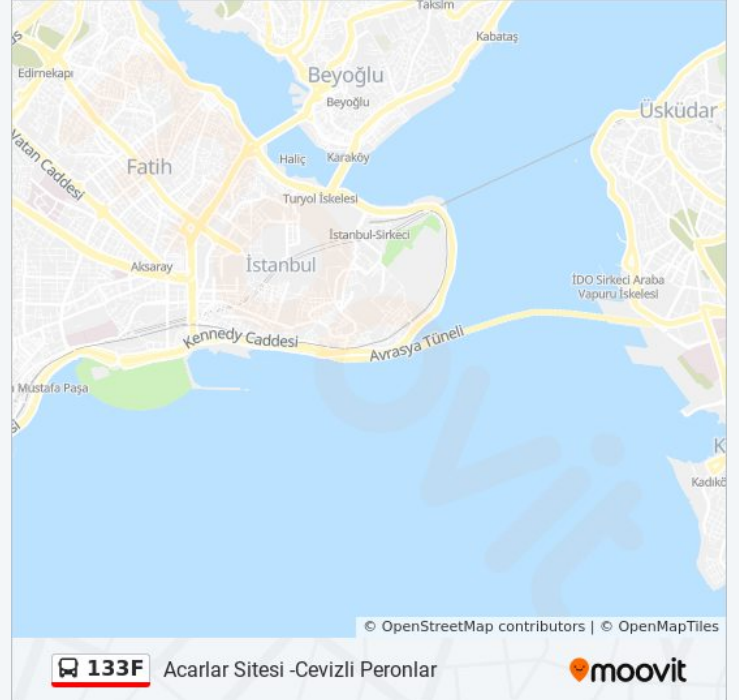 Taksim
Kabataş
Edirnekapı
Beyoğlu
Beyoğlu
Üsküdar
Vatan Caddesi
Fatih
Haliç
Karaköy
Turyol İskelesi
İstanbul-Sirkeci
Aksaray
İstanbul
İDO Sirkeci Araba
Vapuru İskelesi
Kennedy Caddesi
Avrasya Tüneli
Mustafa Paşa
K
Kadıkö
© OpenStreetMap contributors | © OpenMapTiles
133F Acarlar Sitesi -Cevizli Peronlar
moovit